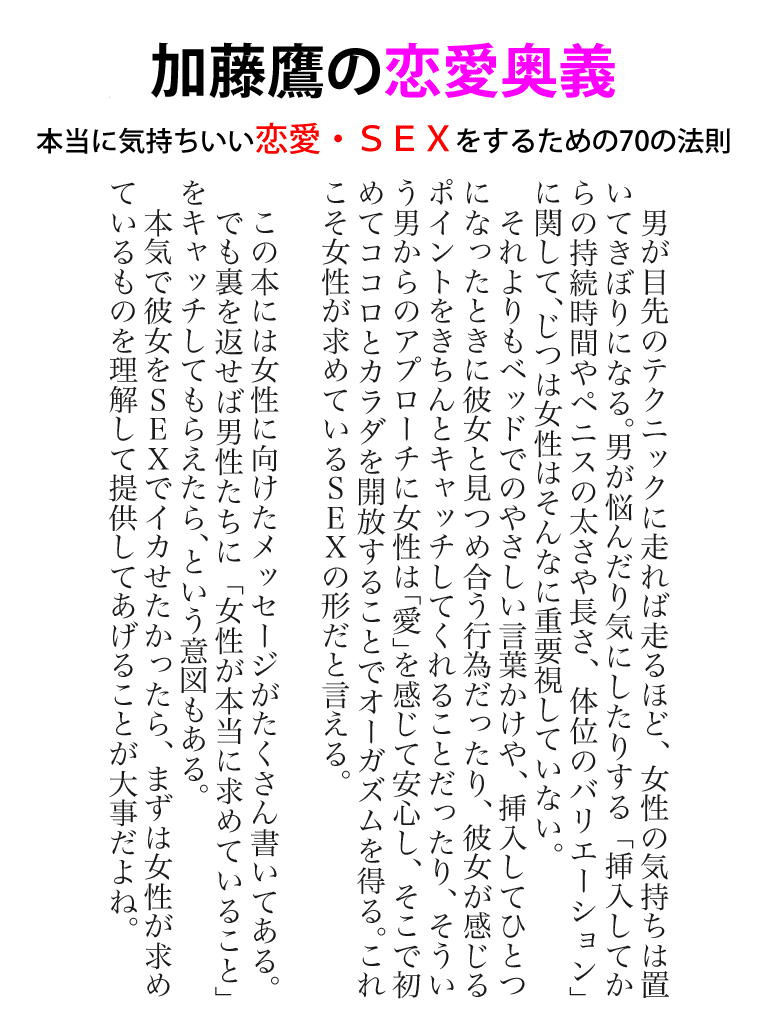 加藤鷹の恋愛奥義
本当に気持ちいい恋愛・ＳＥＸをするための70の法則
　男が目先のテクニックに走れば走るほど、女性の気持ちは置
いてきぼりになる。男が悩んだり気にしたりする「挿入してか
らの持続時間やペニスの太さや長さ、体位のバリエーション」
に関して、じつは女性はそんなに重要視していない。
　それよりもベッドでのやさしい言葉かけや、挿入してひとつ
になったときに彼女と見つめ合う行為だったり、彼女が感じる
ポイントをきちんとキャッチしてくれることだったり、そうい
う男からのアプローチに女性は「愛」を感じて安心し、そこで初
めてココロとカラダを開放することでオーガズムを得る。これ
こそ女性が求めているＳＥＸの形だと言える。
　この本には女性に向けたメッセージがたくさん書いてある。
　でも裏を返せば男性たちに「女性が本当に求めていること」
をキャッチしてもらえたら、という意図もある。
　本気で彼女をＳＥＸでイカせたかったら、まずは女性が求め
ているものを理解して提供してあげることが大事だよね。